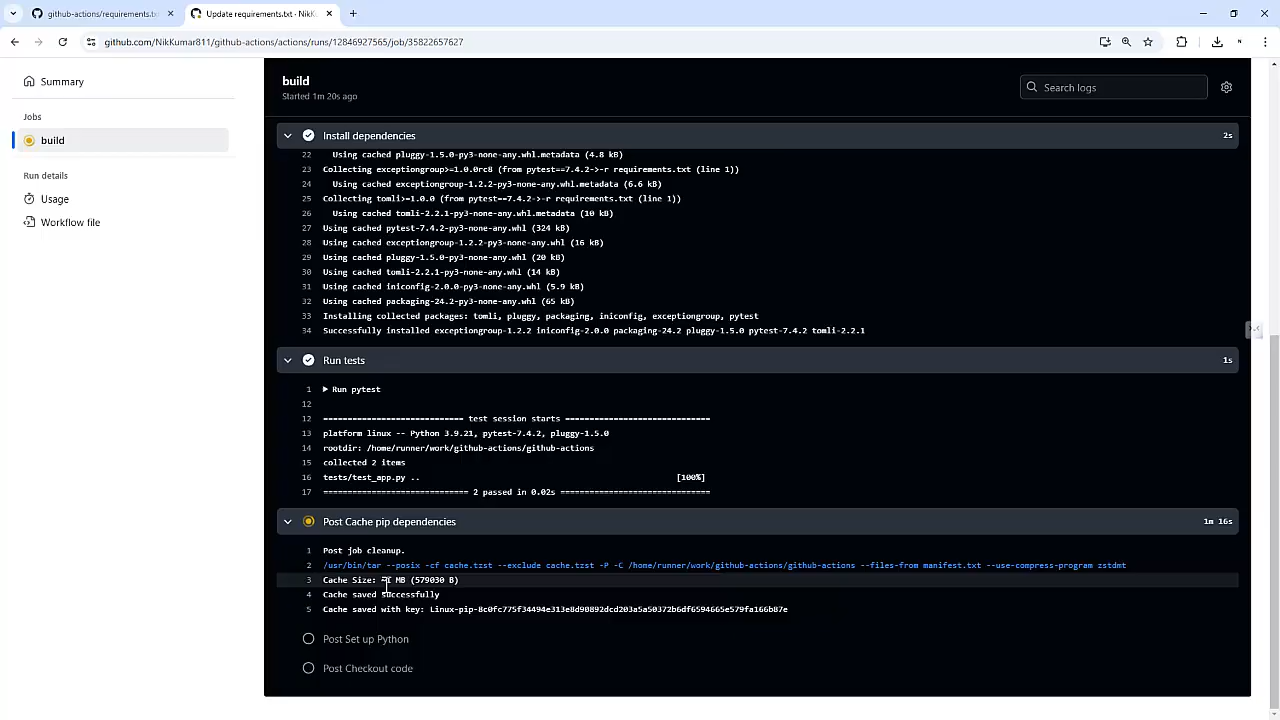 githubactions/requirements.txt
Update requirements.txt · NikK
github.com/NikKumar811/github-actions/actions/runs/12846927565/job/35822657627
Summary
Jobs
build
Run details
Usage
Workflow file
build
Started 1m 20s ago
Search logs
Install dependencies 2s
22 Using cached pluggy-1.5.0-py3-none-any.whl.metadata (4.8 kB)
23 Collecting exceptiongroup>=1.0.0rc8 (from pytest==7.4.2->-r requirements.txt (line 1))
24 Using cached exceptiongroup-1.2.2-py3-none-any.whl.metadata (6.6 kB)
25 Collecting tomli>=1.0.0 (from pytest==7.4.2->-r requirements.txt (line 1))
26 Using cached tomli-2.2.1-py3-none-any.whl.metadata (10 kB)
27 Using cached pytest-7.4.2-py3-none-any.whl (324 kB)
28 Using cached exceptiongroup-1.2.2-py3-none-any.whl (16 kB)
29 Using cached pluggy-1.5.0-py3-none-any.whl (20 kB)
30 Using cached tomli-2.2.1-py3-none-any.whl (14 kB)
31 Using cached iniconfig-2.0.0-py3-none-any.whl (5.9 kB)
32 Using cached packaging-24.2-py3-none-any.whl (65 kB)
33 Installing collected packages: tomli, pluggy, packaging, iniconfig, exceptiongroup, pytest
34 Successfully installed exceptiongroup-1.2.2 iniconfig-2.0.0 packaging-24.2 pluggy-1.5.0 pytest-7.4.2 tomli-2.2.1
Run tests 1s
1 Run pytest
12
12 ============================= test session starts ==============================
13 platform linux -- Python 3.9.21, pytest-7.4.2, pluggy-1.5.0
14 rootdir: /home/runner/work/github-actions/github-actions
15 collected 2 items
16 tests/test_app.py .. [100%]
17 ============================== 2 passed in 0.02s ===============================
Post Cache pip dependencies 1m 16s
1 Post job cleanup.
2 /usr/bin/tar --posix -cf cache.tzst --exclude cache.tzst -P -C /home/runner/work/github-actions/github-actions --files-from manifest.txt --use-compress-program zstdmt
3 Cache Size: MB (579030 B)
4 Cache saved successfully
5 Cache saved with key: Linux-pip-8c0fc775f34494e313e8d90892dcd203a5a50372b6df6594665e579fa166b87e
Post Set up Python
Post Checkout code